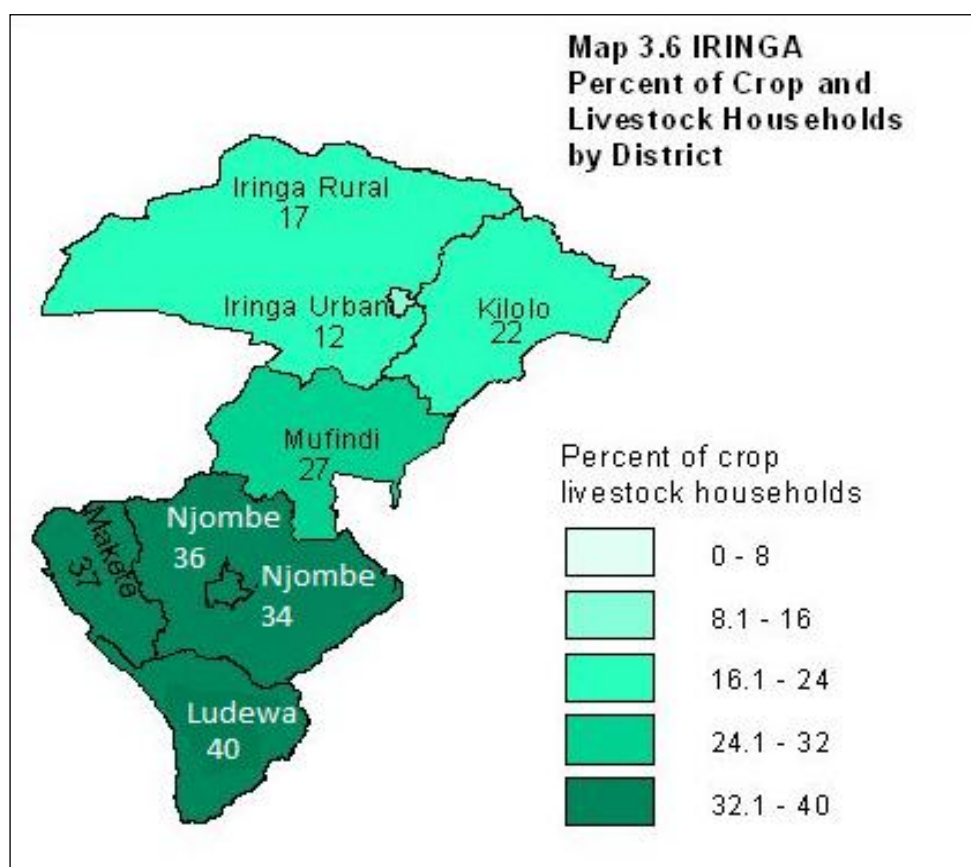 Map 3.6 IRINGA
Percent of Crop and
Livestock Households
by District
Iringa Rural
17
Iringa Urban
12
Kilolo
22
Mufindi
27
Makete
37
Njombe
36
Njombe
34
Ludewa
40
Percent of crop
livestock households
0 - 8
8.1 - 16
16.1 - 24
24.1 - 32
32.1 - 40